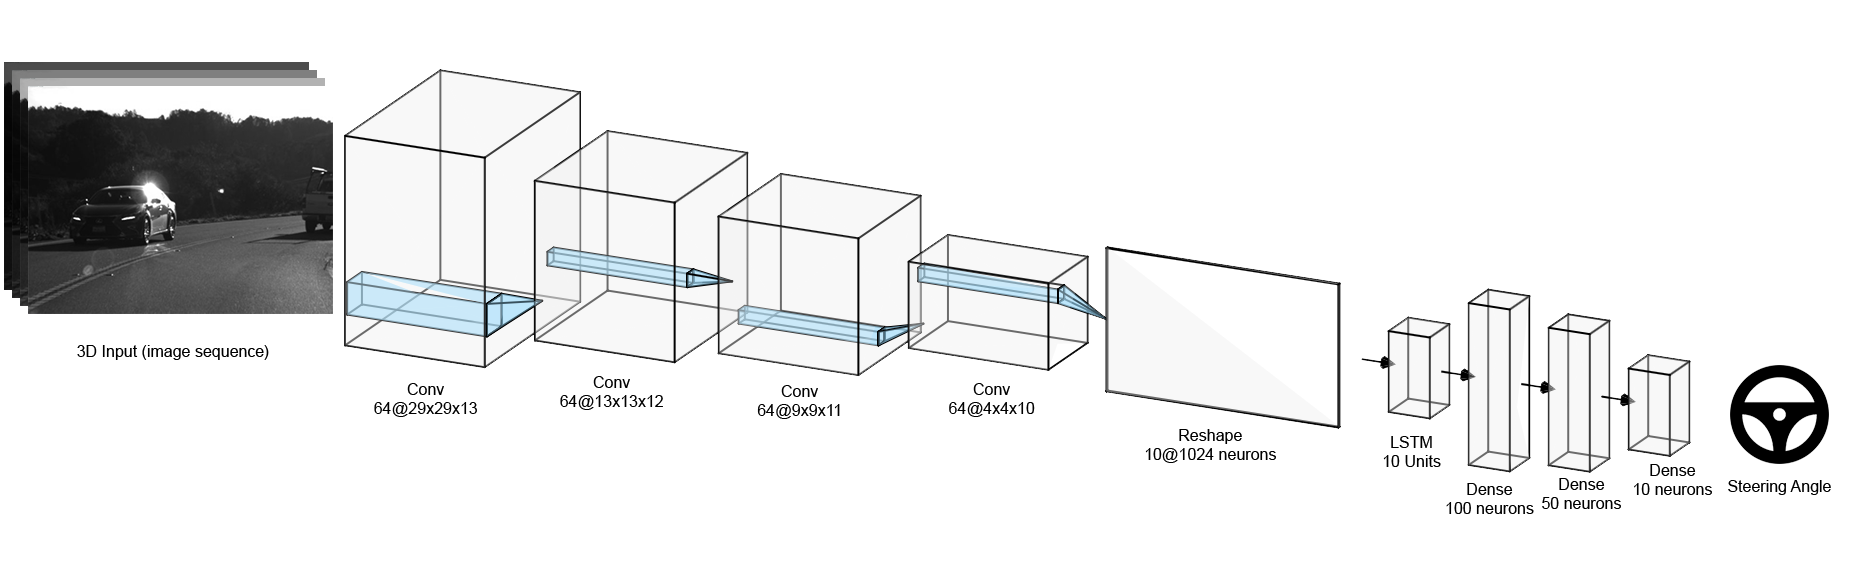 3D Input (image sequence)
Conv
64@29x29x13
Conv
64@13x13x12
Conv
64@9x9x11
Conv
64@4x4x10
Reshape
10@1024 neurons
LSTM
10 Units
Dense
100 neurons
Dense
50 neurons
Dense
10 neurons
Steering Angle